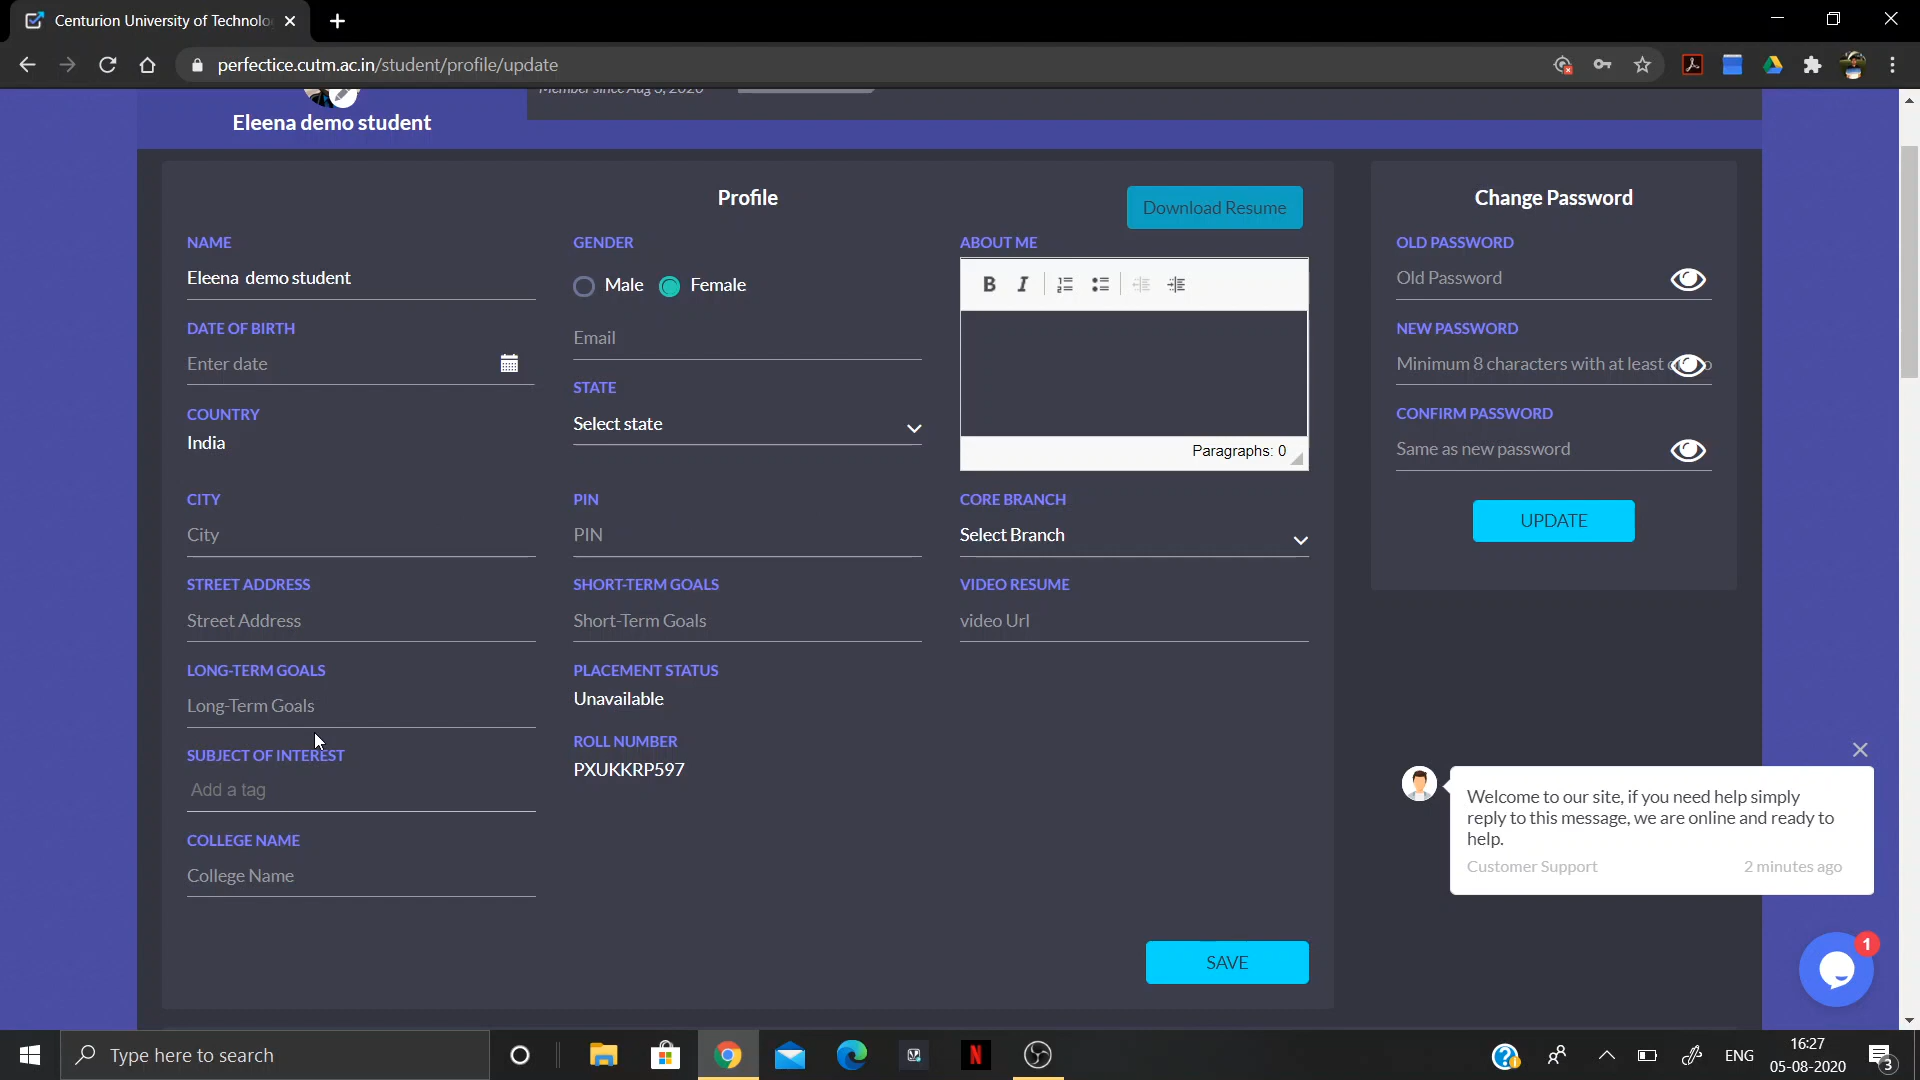 Centurion University of Technolo
perfectice.cutm.ac.in/student/profile/update
Member since Aug 5, 2020
Eleena demo student
Profile
Download Resume
Change Password
NAME
Eleena demo student
GENDER
Male
Female
ABOUT ME
Paragraphs: 0
OLD PASSWORD
Old Password
DATE OF BIRTH
Enter date
Email
NEW PASSWORD
Minimum 8 characters with at least
COUNTRY
India
STATE
Select state
CONFIRM PASSWORD
Same as new password
UPDATE
CITY
City
PIN
PIN
CORE BRANCH
Select Branch
STREET ADDRESS
Street Address
SHORT-TERM GOALS
Short-Term Goals
VIDEO RESUME
video Url
LONG-TERM GOALS
Long-Term Goals
PLACEMENT STATUS
Unavailable
SUBJECT OF INTEREST
Add a tag
ROLL NUMBER
PXUKKRP597
COLLEGE NAME
College Name
SAVE
Welcome to our site, if you need help simply
reply to this message, we are online and ready to
help.
Customer Support
2 minutes ago
1
Type here to search
ENG
16:27
05-08-2020
3